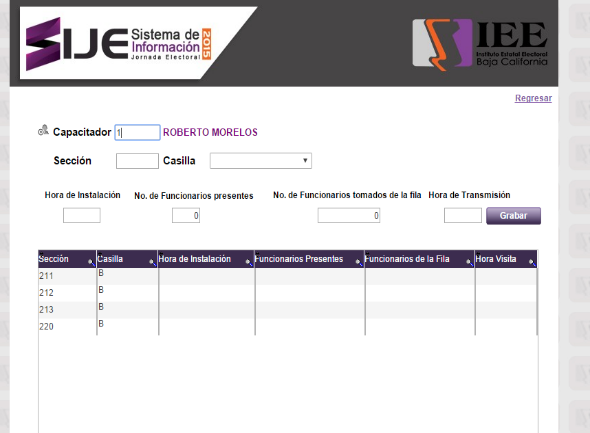 SIJE Sistema de Información Jornada Electoral 2015
IEE
Instituto Estatal Electoral
Baja California
Regresar
Capacitador 1 ROBERTO MORELOS
Sección Casilla
Hora de Instalación No. de Funcionarios presentes No. de Funcionarios tomados de la fila Hora de Transmisión
0 0 Grabar
Sección Casilla Hora de Instalación Funcionarios Presentes Funcionarios de la Fila Hora Visita
211 B
212 B
213 B
220 B